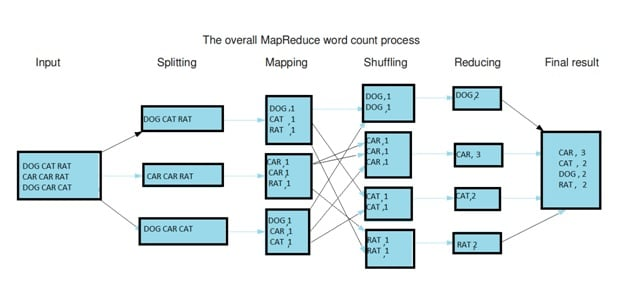 The overall MapReduce word count process
Input
Splitting
Mapping
Shuffling
Reducing
Final result
DOG CAT RAT
CAR CAR RAT
DOG CAR CAT
DOG CAT RAT
CAR CAR RAT
DOG CAR CAT
DOG ,1
CAT ,1
RAT ,1
CAR ,1
CAR ,1
RAT ,1
DOG ,1
CAR ,1
CAT ,1
DOG ,1
DOG ,1
CAR ,1
CAR ,1
CAR ,1
CAT ,1
CAT ,1
RAT ,1
RAT ,1
DOG,2
CAR, 3
CAT,2
RAT,2
CAR, 3
CAT , 2
DOG, 2
RAT, 2